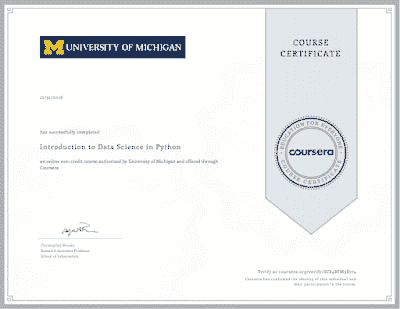 UNIVERSITY OF MICHIGAN
COURSE
CERTIFICATE
has successfully completed
Introduction to Data Science in Python
an online non-credit course authorized by University of Michigan and offered through
Coursera
EDUCATION FOR EVERYONE
coursera
COURSE CERTIFICATE
Christopher Brooks
Research Assistant Professor
School of Information
Verify at coursera.org/verify/
Coursera has confirmed the identity of this individual and
their participation in the course.